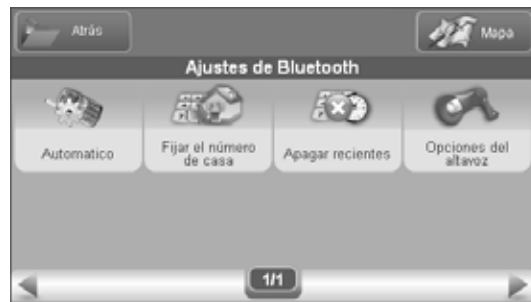 Atrás
Mapa
Ajustes de Bluetooth
Automatico
Fijar el número
de casa
Apagar recientes
Opciones del
altavoz
1/1